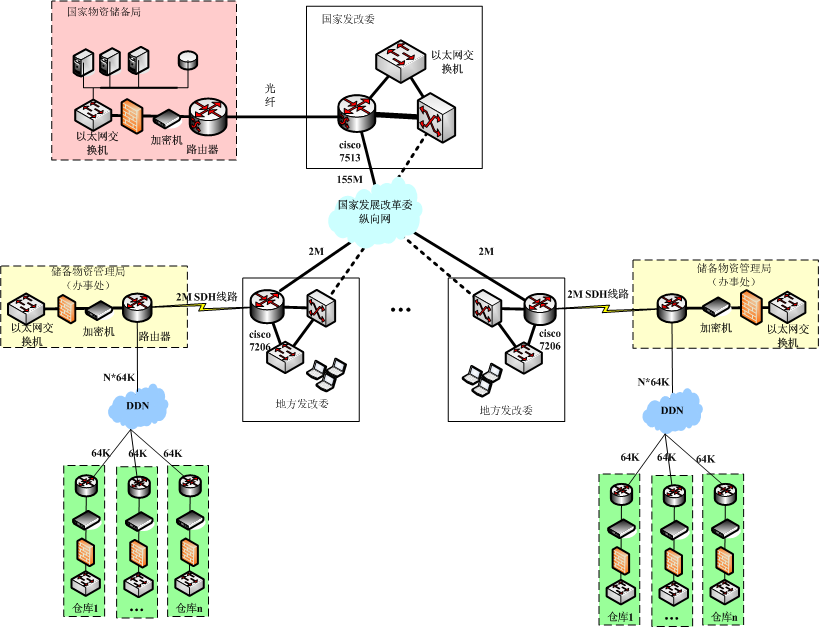 国家物资储备局
国家发改委
以太网交
换机
光
纤
以太网交
换机
加密机
路由器
cisco
7513
155M
国家发展改革委
纵向网
2M
2M
储备物资管理局
（办事处）
2M SDH线路
以太网交
换机
加密机
路由器
cisco
7206
地方发改委
...
cisco
7206
地方发改委
2M SDH线路
储备物资管理局
（办事处）
加密机
以太网交
换机
N*64K
DDN
64K
64K
64K
仓库1
...
仓库n
N*64K
DDN
64K
64K
64K
仓库1
...
仓库n